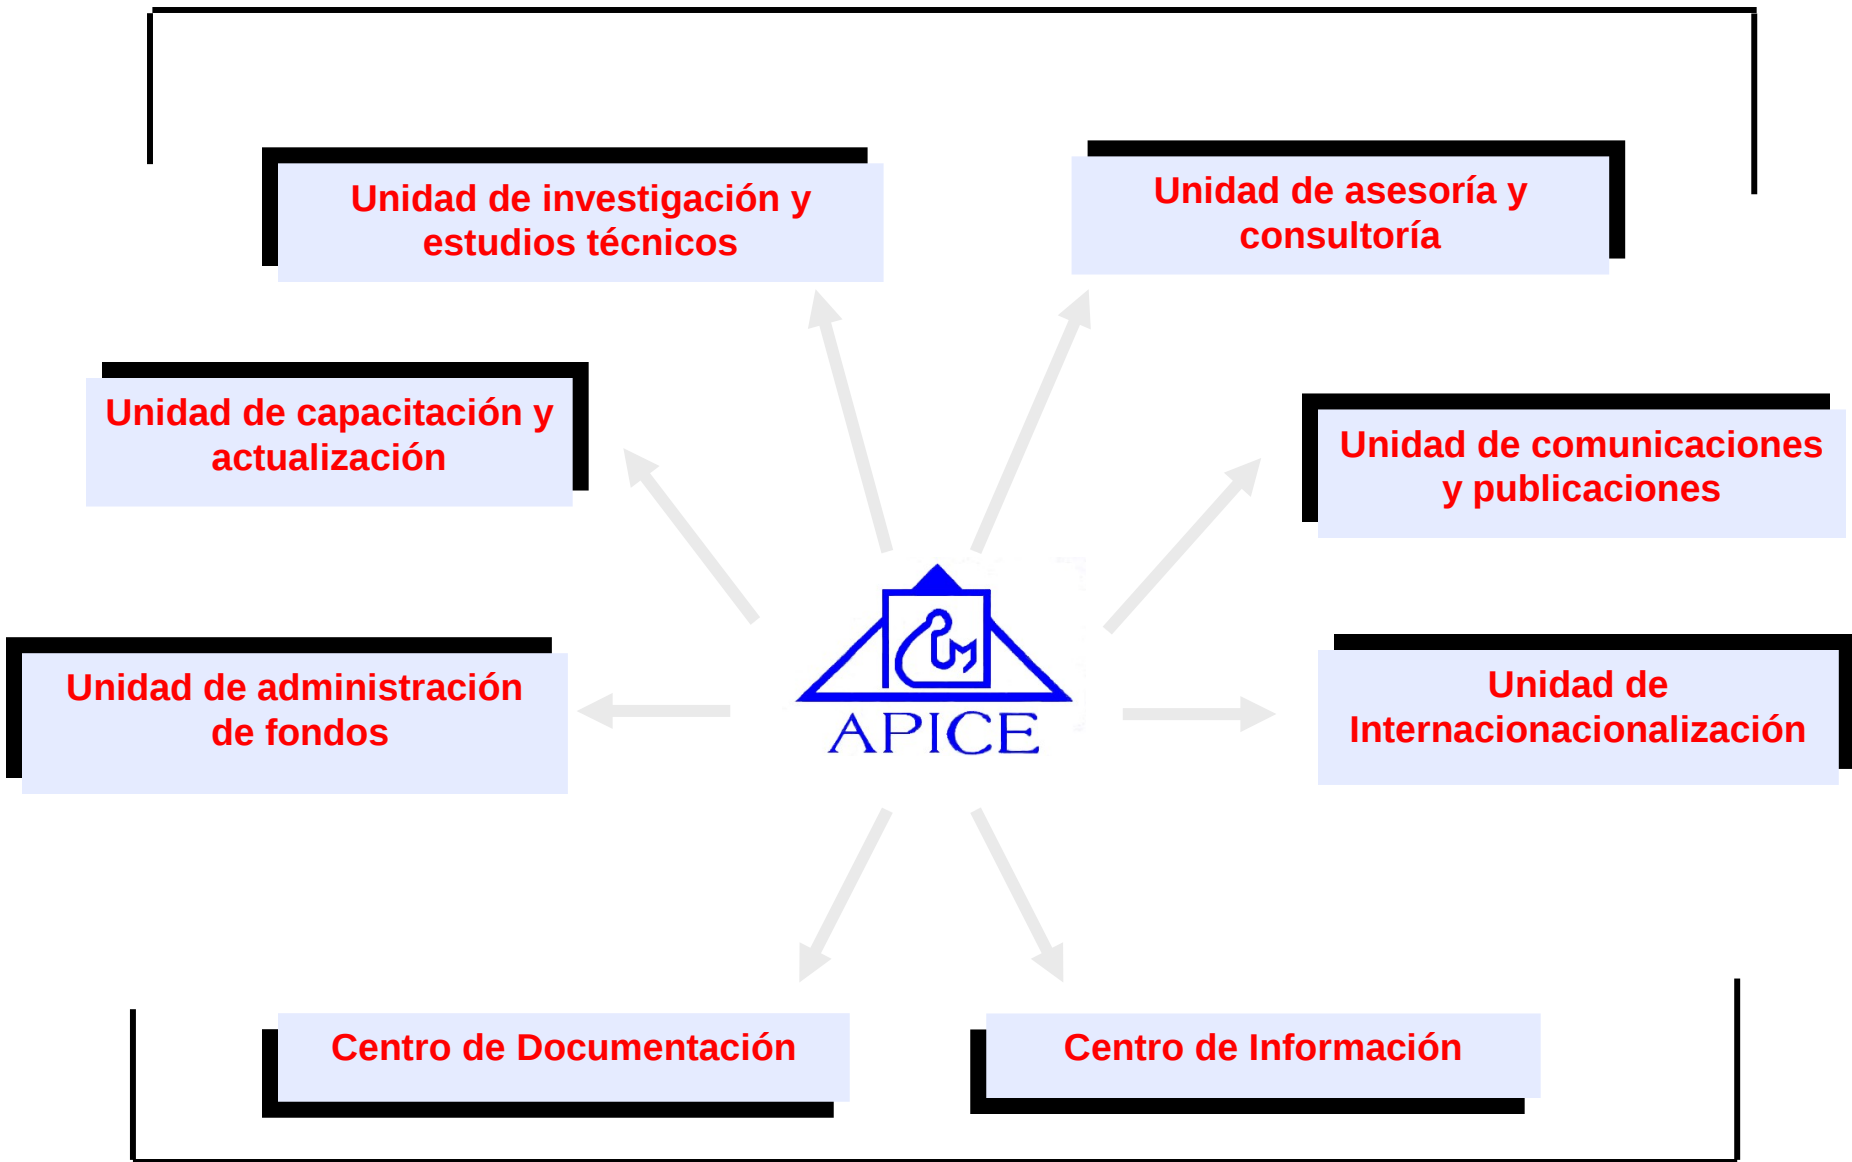 Unidad de investigación y
estudios técnicos
Unidad de asesoría y
consultoría
Unidad de capacitación y
actualización
Unidad de comunicaciones
y publicaciones
Unidad de administración
de fondos
APICE
Unidad de
Internacionacionalización
Centro de Documentación
Centro de Información